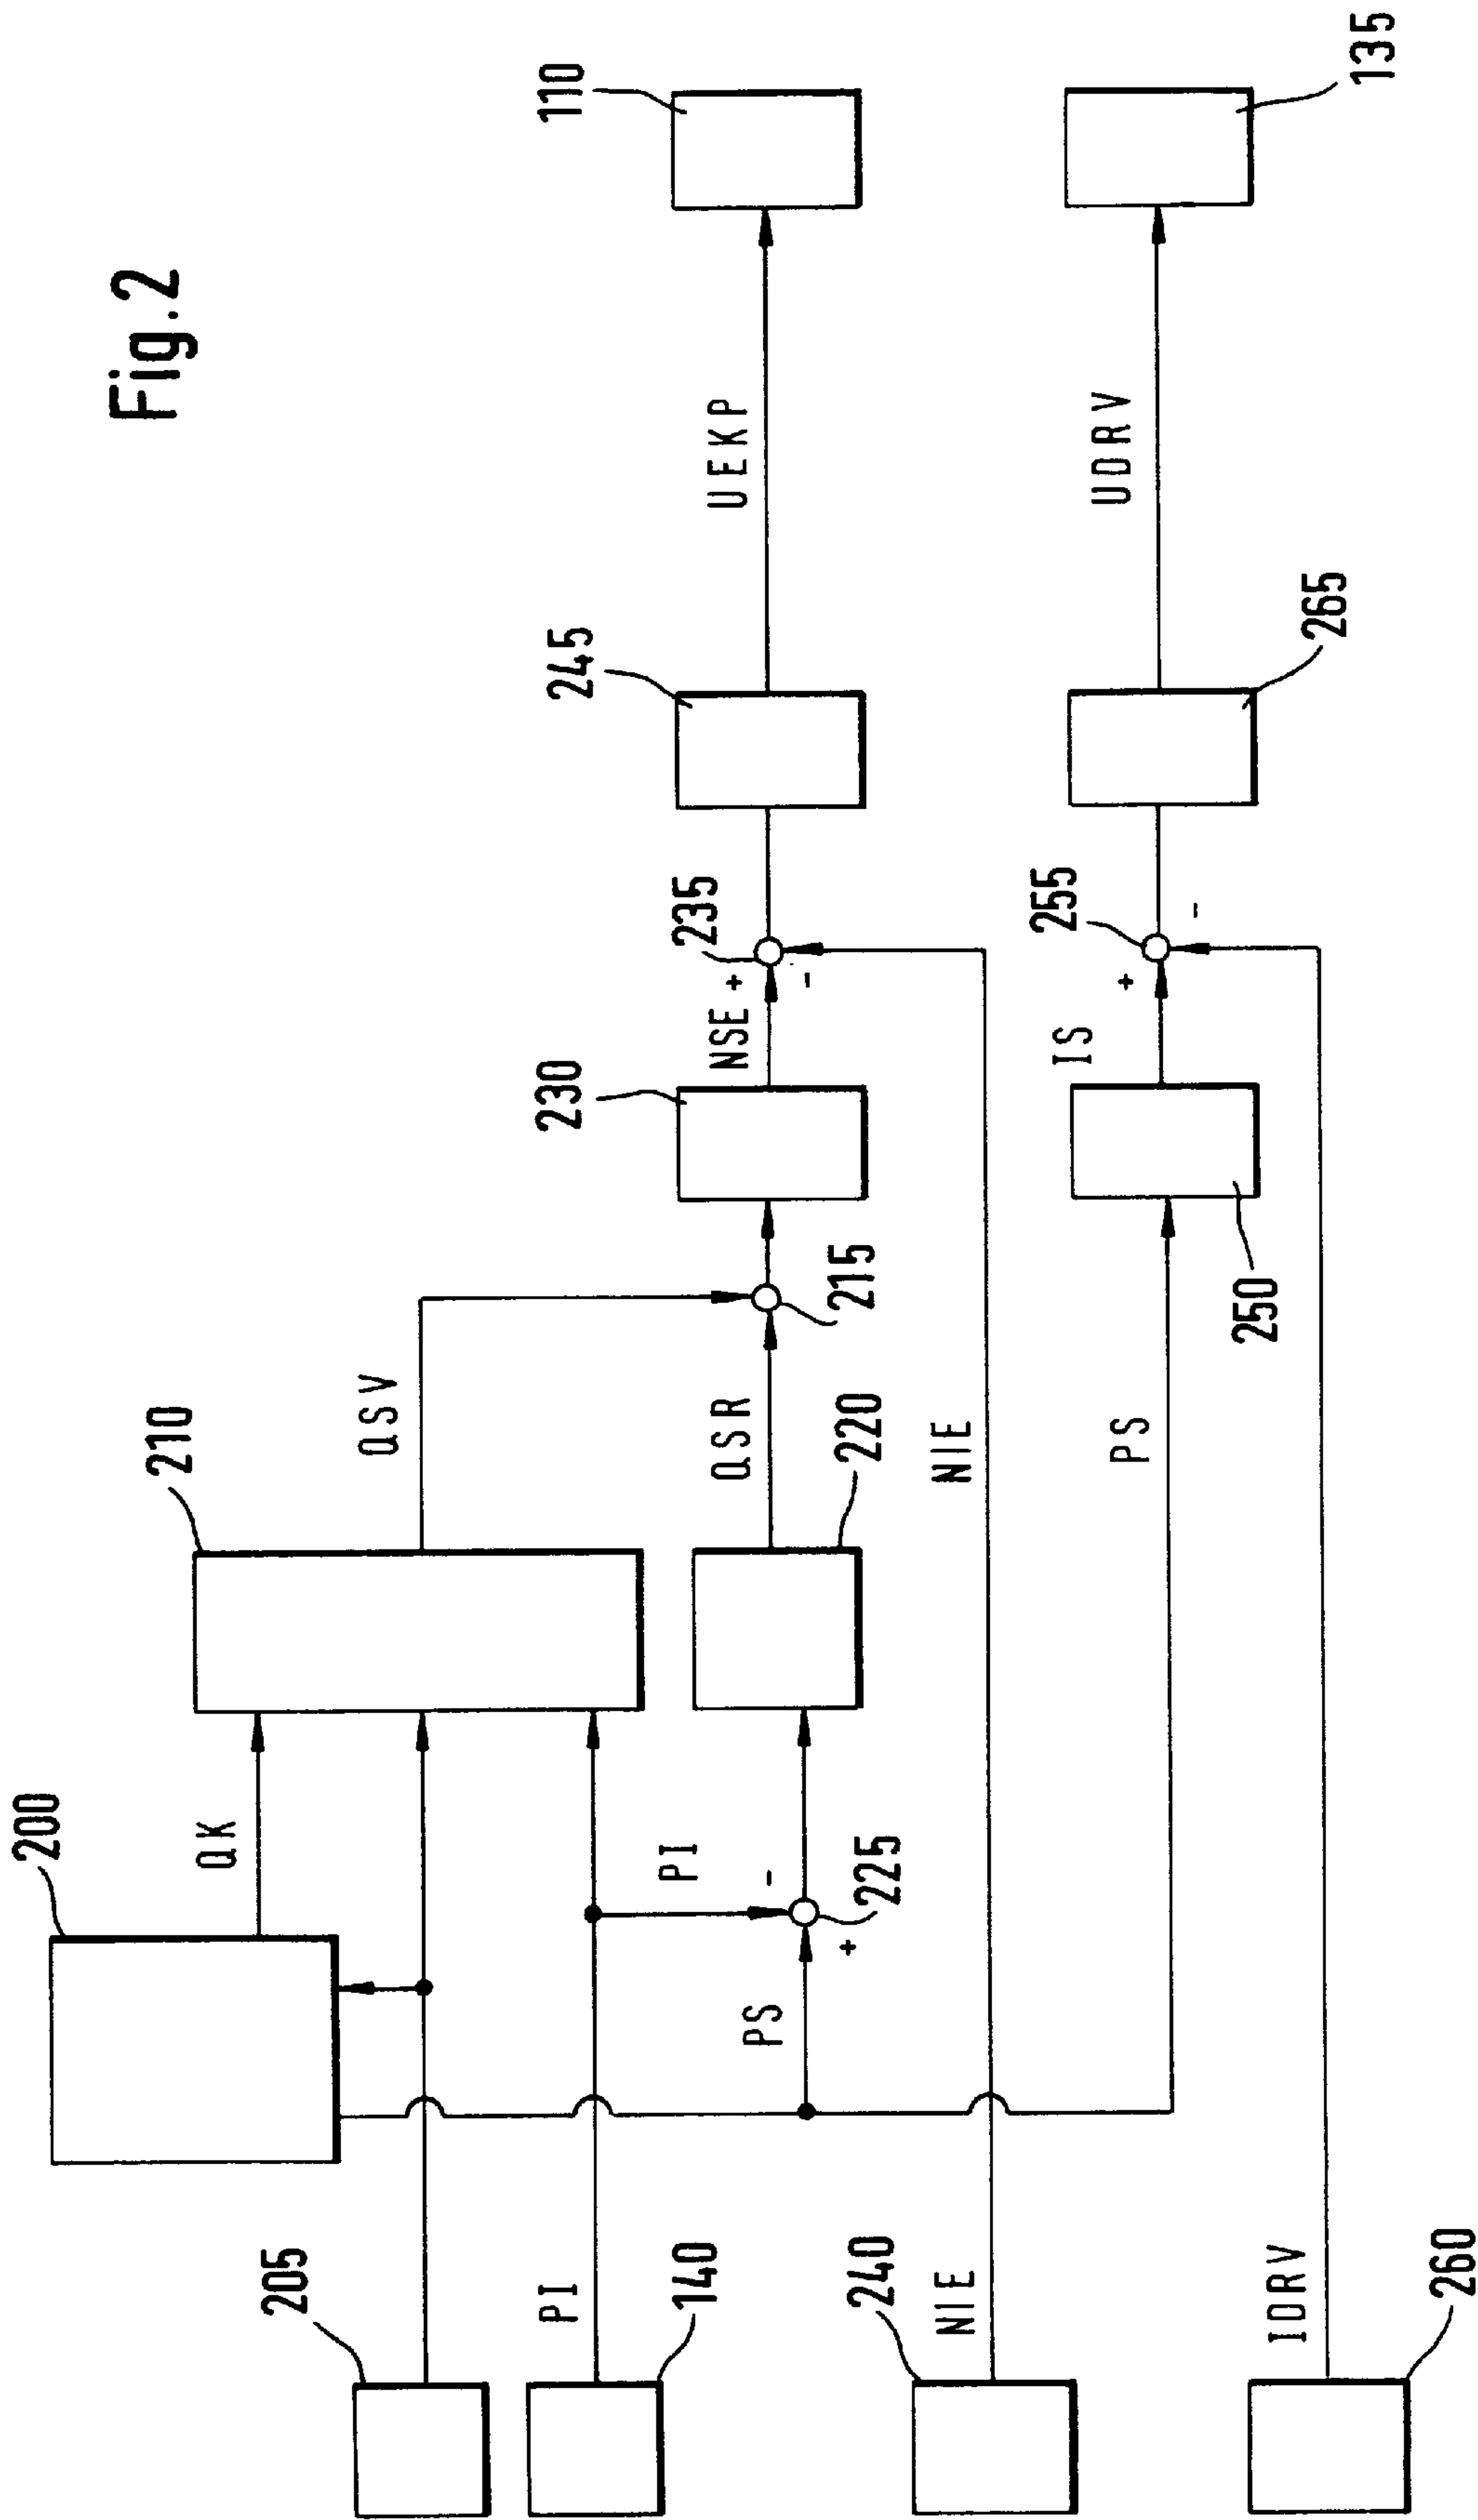 Fig. 2
200
QK
210
QSV
205
PI
140
PI
-
PS
+
225
QSR
220
215
230
NSE
+
-
235
245
UEKP
110
240
NIE
NIE
PS
250
IS
+
-
255
265
UDRV
135
IDRV
260